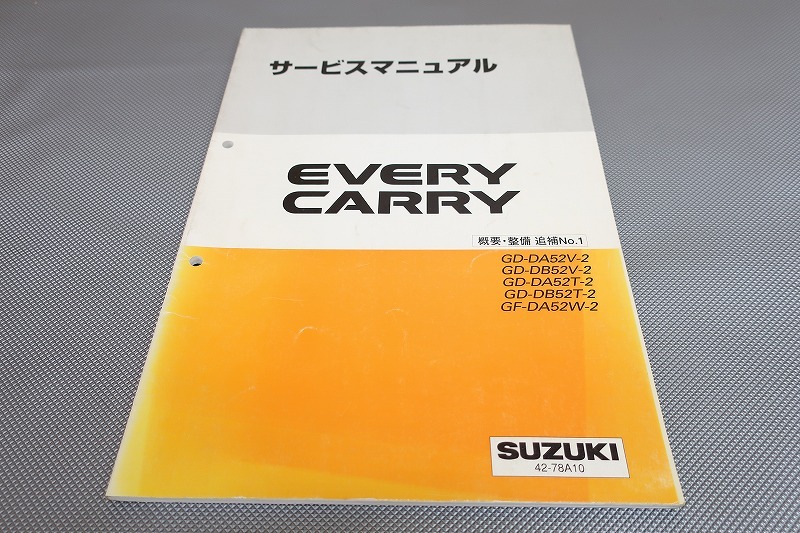 サービスマニュアル
EVERY
CARRY
概要・整備 追補No.1
GD-DA52V-2
GD-DB52V-2
GD-DA52T-2
GD-DB52T-2
GF-DA52W-2
SUZUKI
42-78A10